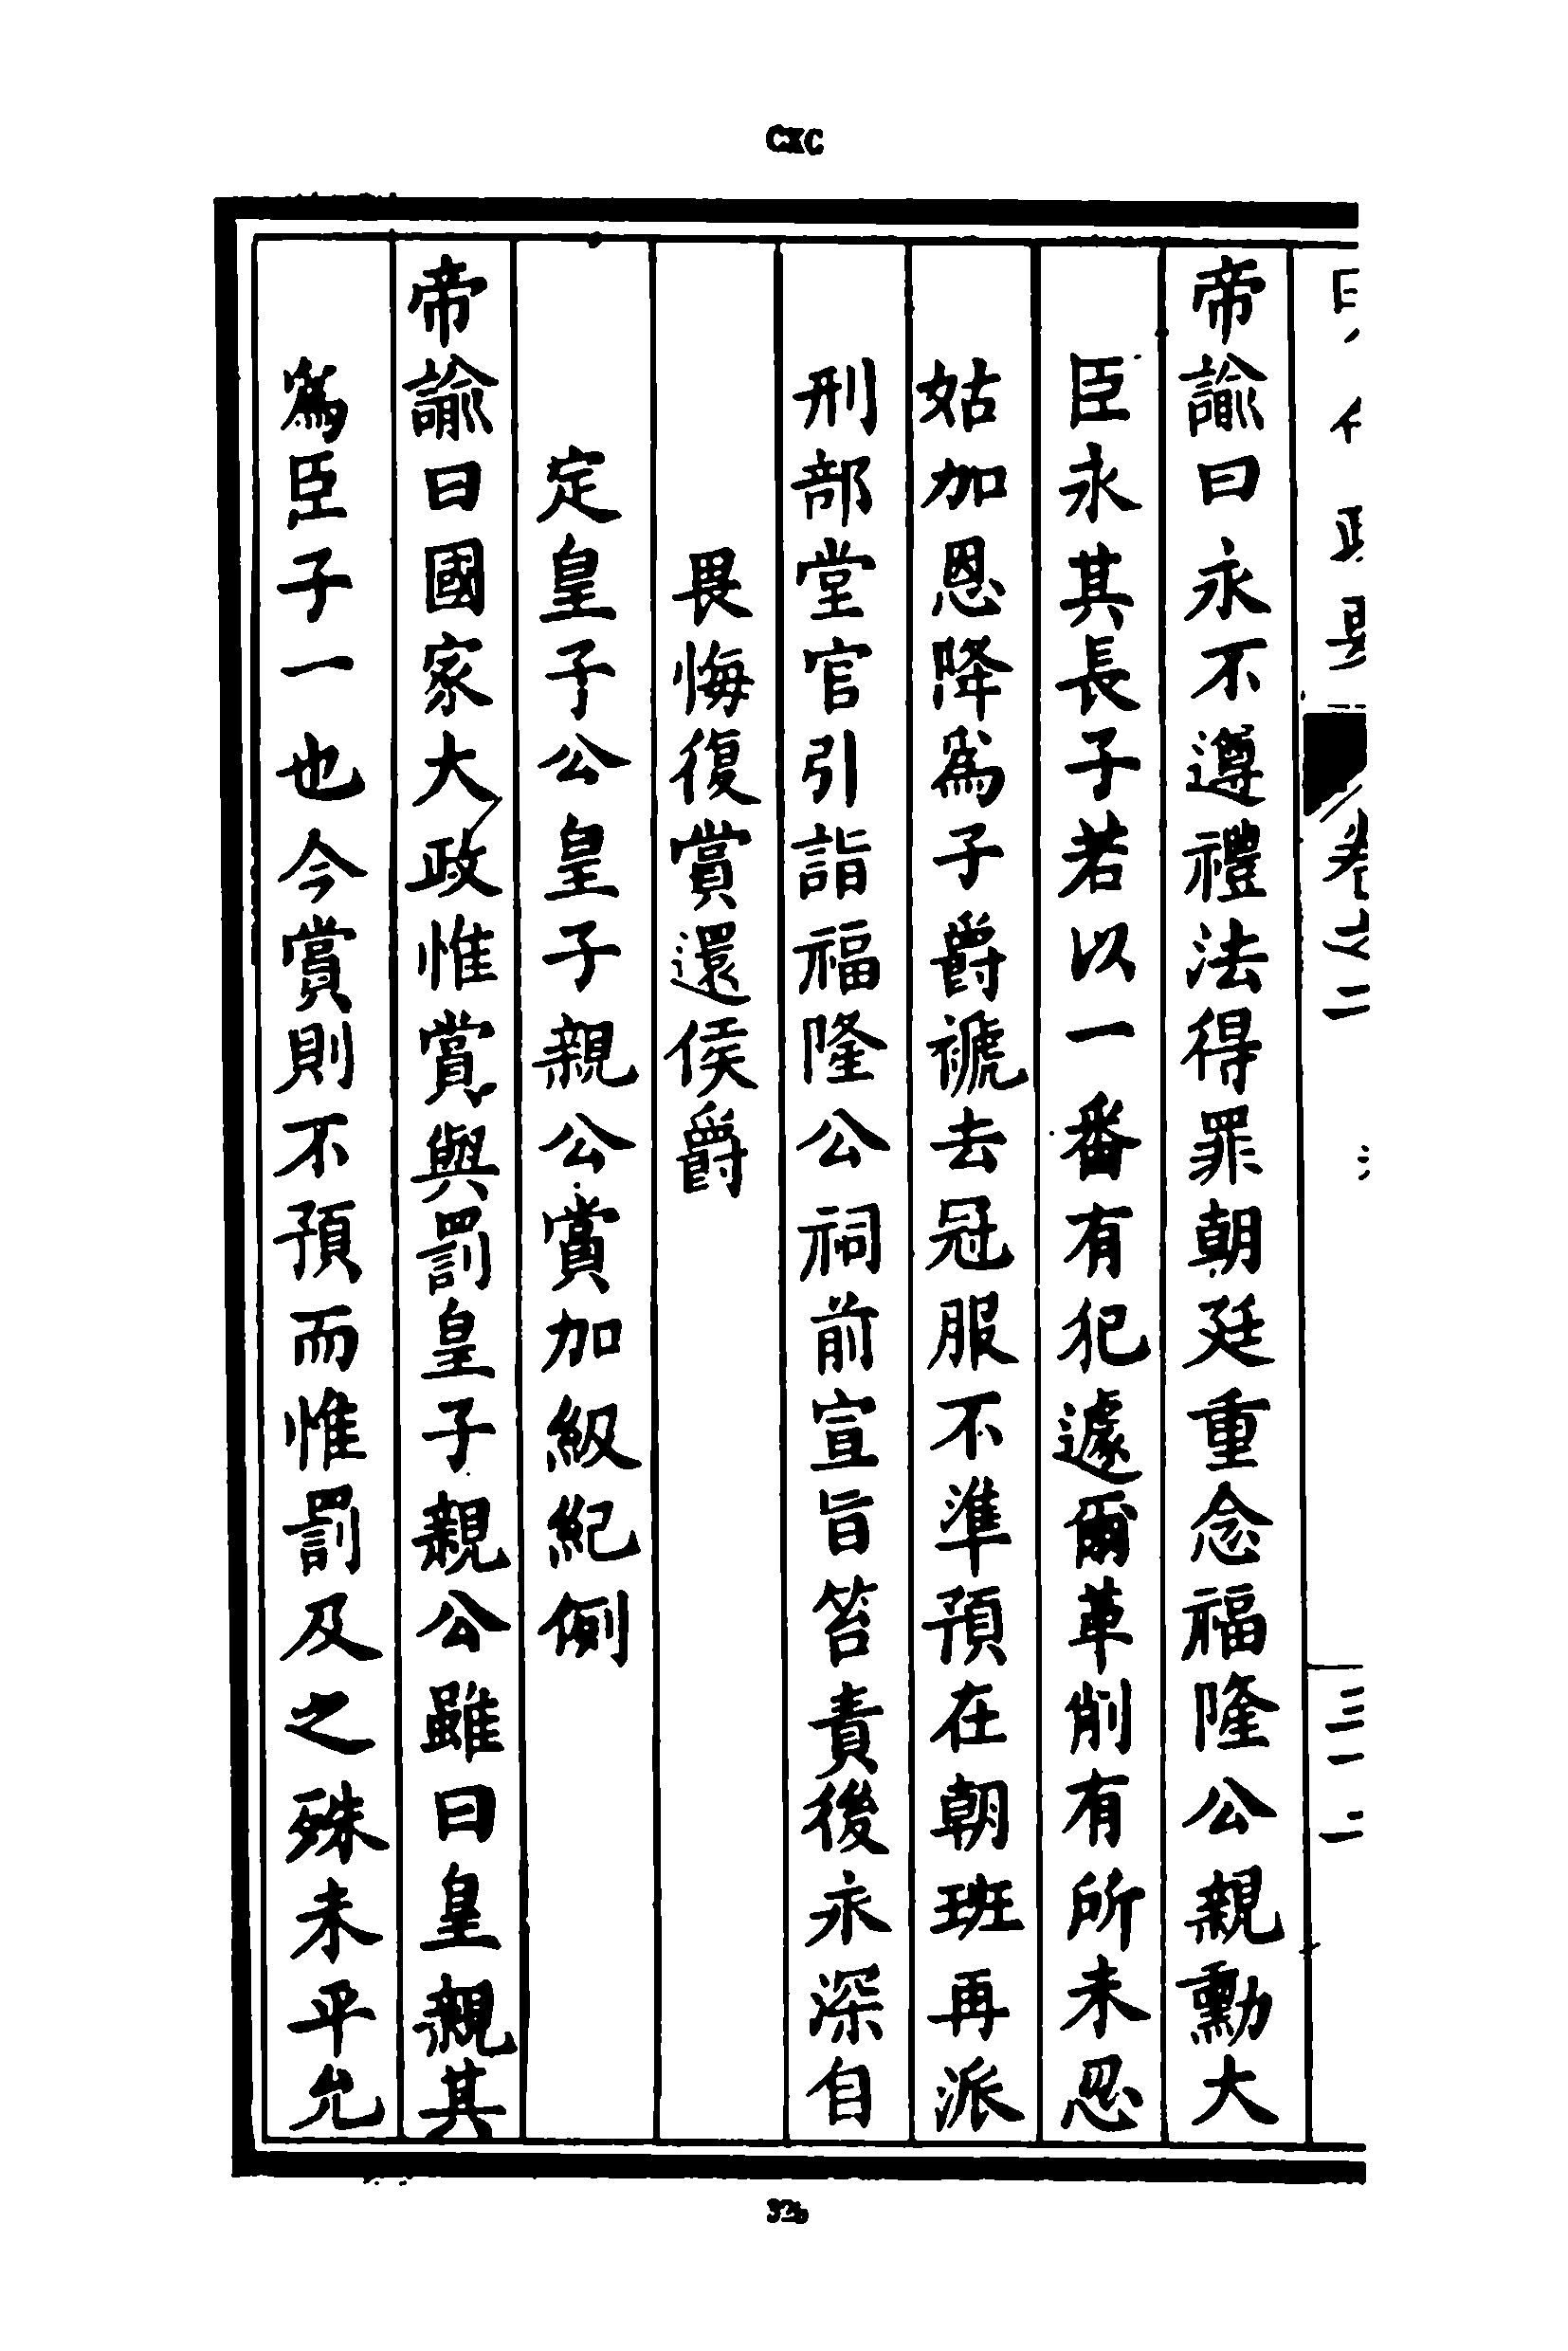 CXC
帝諭曰永不遵禮法得罪朝廷重念福隆公親勳大
臣永其長子若以一番有犯遽爾革削有所未忍
姑加恩降爲子爵褫去冠服不準預在朝班再派
刑部堂官引詣福隆公祠前宣旨笞責後永深自
畏悔復賞還侯爵
定皇子公皇子親公賞加級紀例
帝諭曰國家大政惟賞與罰皇子親公雖曰皇親其
爲臣子一也今賞則不預而惟罰及之殊未平允
32b